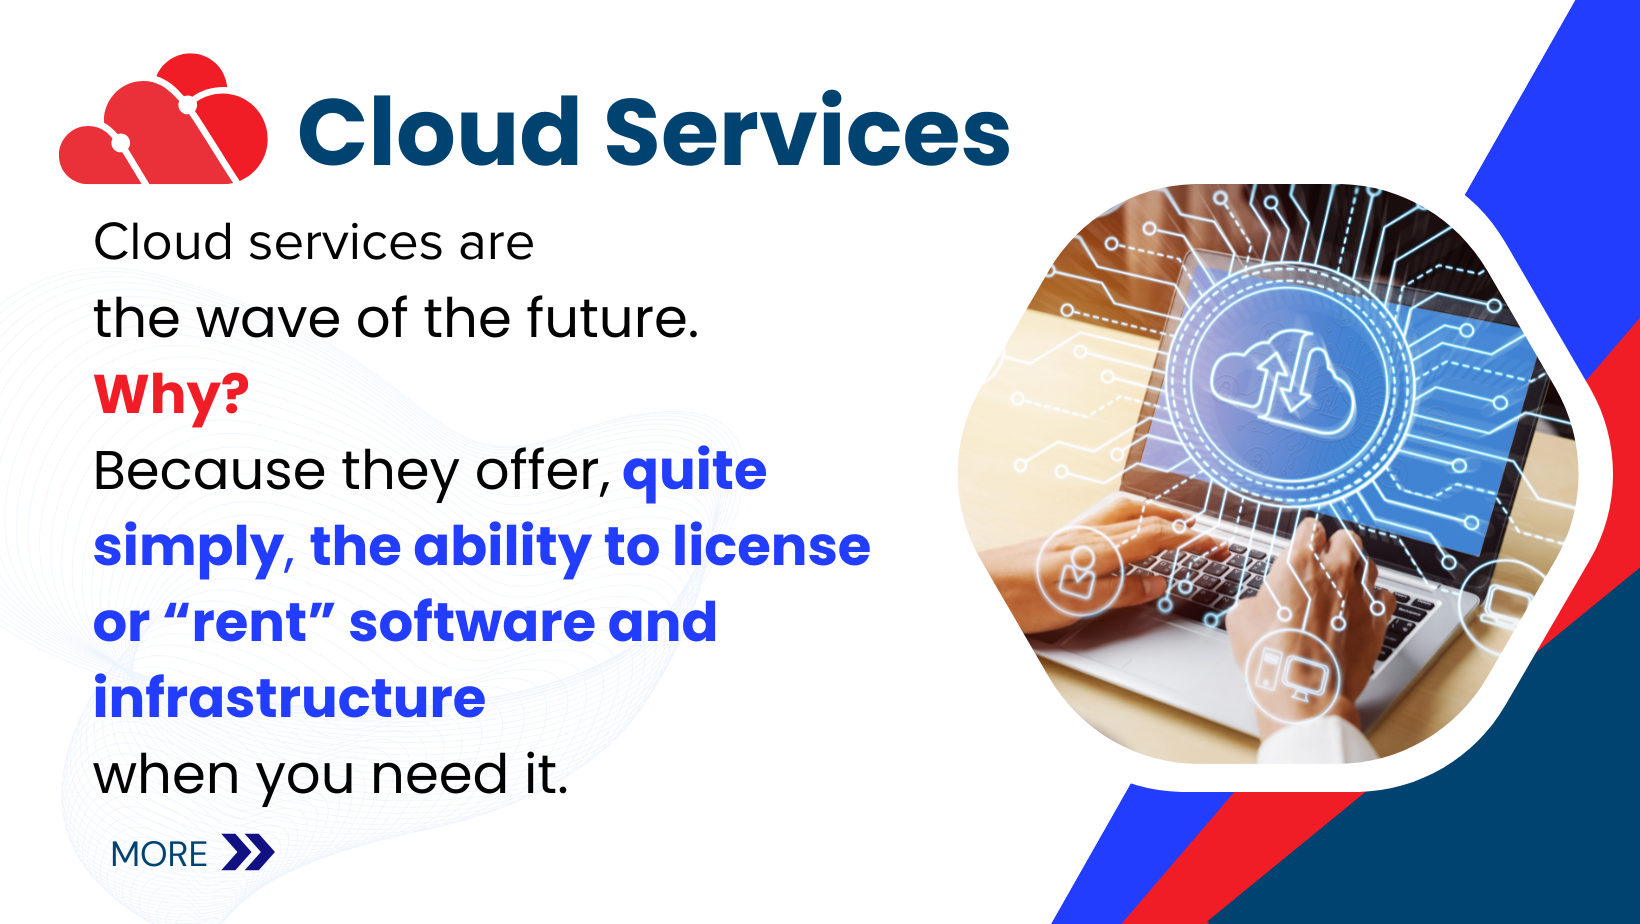 Cloud Services
Cloud services are
the wave of the future.
Why?
Because they offer, quite
simply, the ability to license
or “rent” software and
infrastructure
when you need it.
MORE